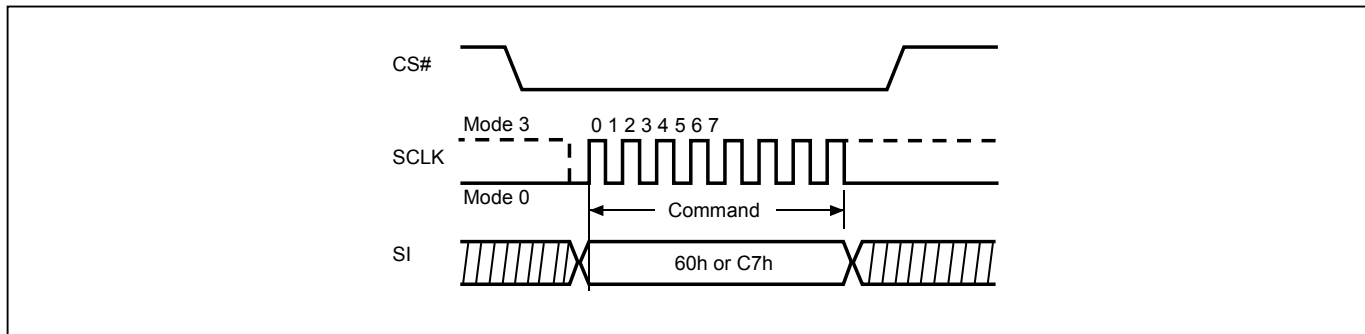 CS#
Mode 3
0 1 2 3 4 5 6 7
SCLK
Mode 0
Command
SI
60h or C7h